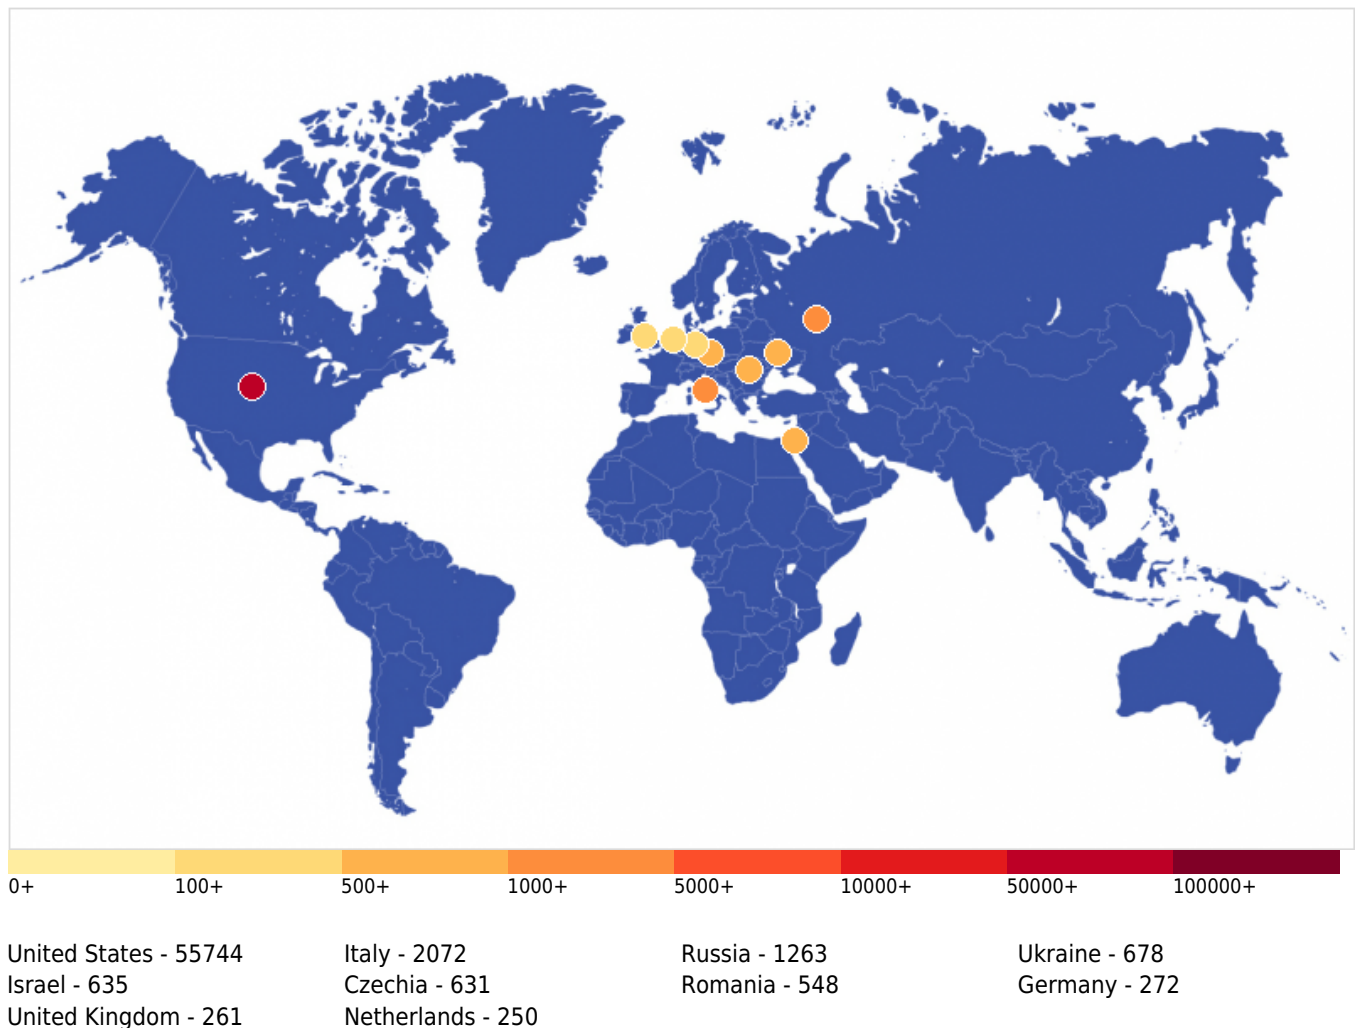 0+ 100+ 500+ 1000+ 5000+ 10000+ 50000+ 100000+
United States - 55744 Italy - 2072 Russia - 1263 Ukraine - 678
Israel - 635 Czechia - 631 Romania - 548 Germany - 272
United Kingdom - 261 Netherlands - 250